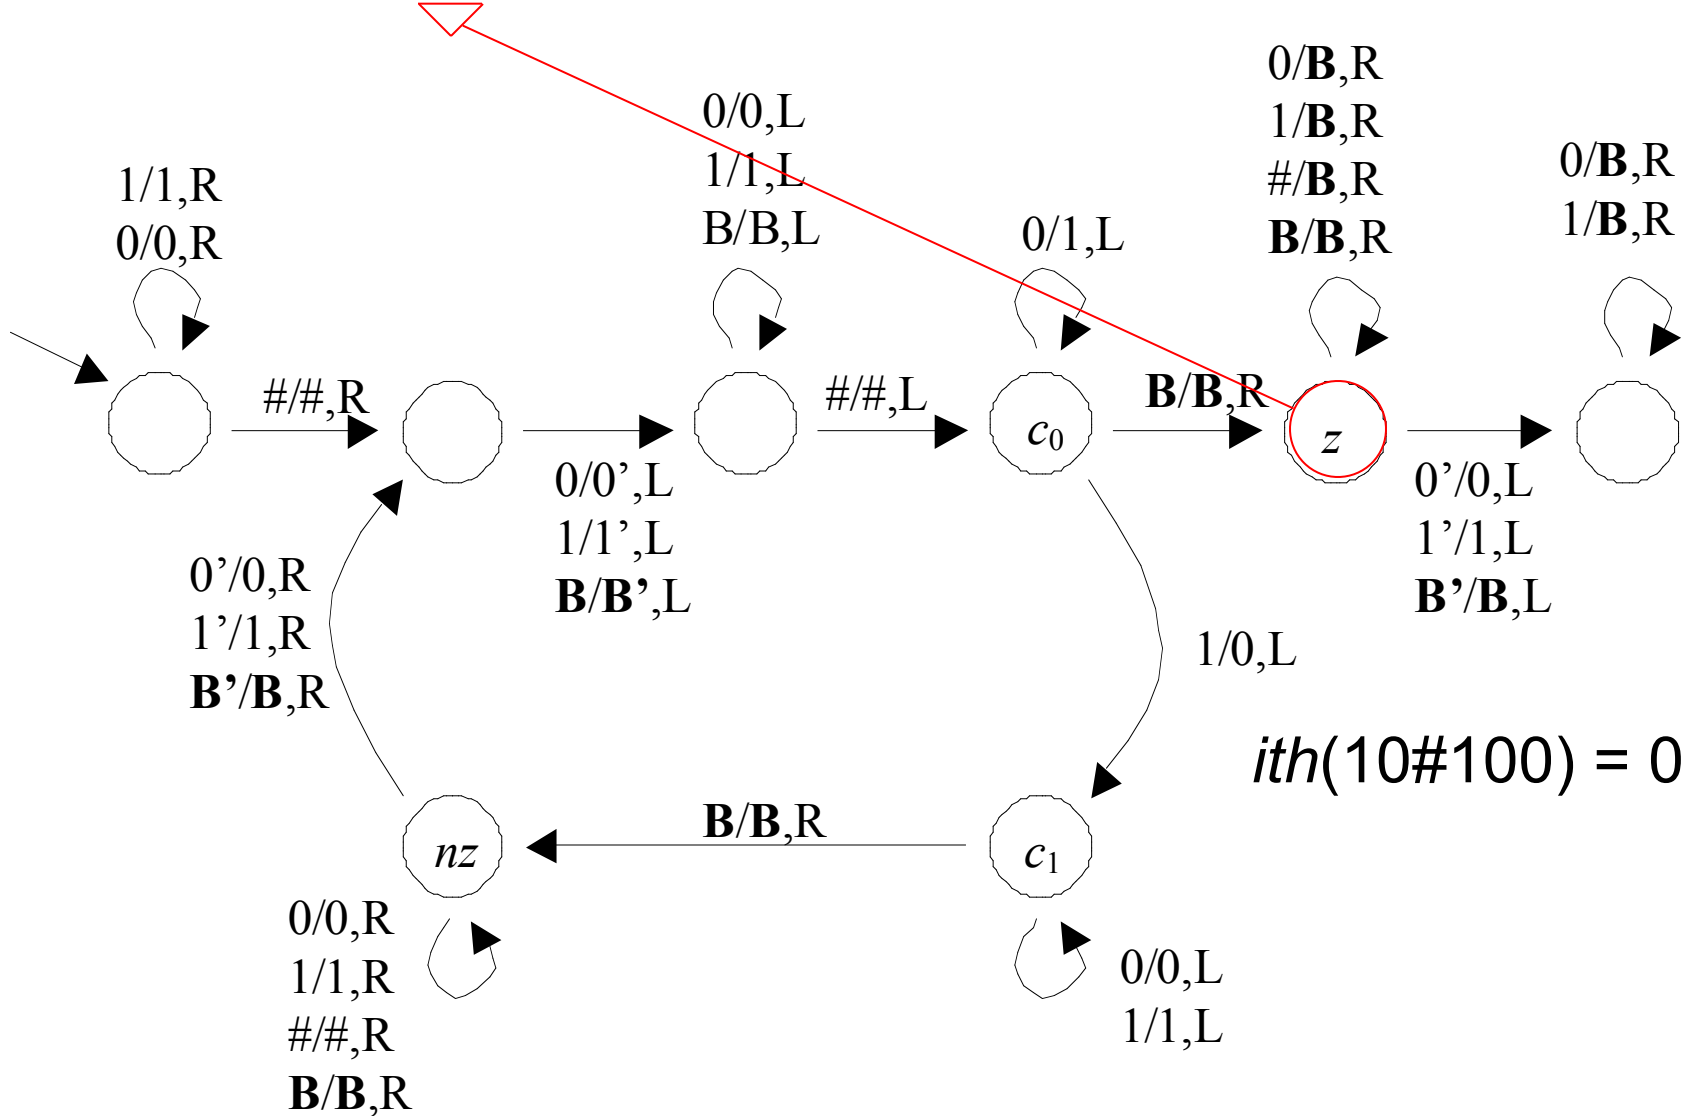 0/B,R
1/B,R
#/B,R
B/B,R
0/0,L
1/1,L
B/B,L
0/B,R
1/B,R
1/1,R
0/0,R
0/1,L
#/#,R
#/#,L
B/B,R
c0
z
0/0’,L
1/1’,L
B/B’,L
0’/0,L
1’/1,L
B’/B,L
0’/0,R
1’/1,R
B’/B,R
1/0,L
ith(10#100) = 0
B/B,R
nz
c1
0/0,R
1/1,R
#/#,R
B/B,R
0/0,L
1/1,L